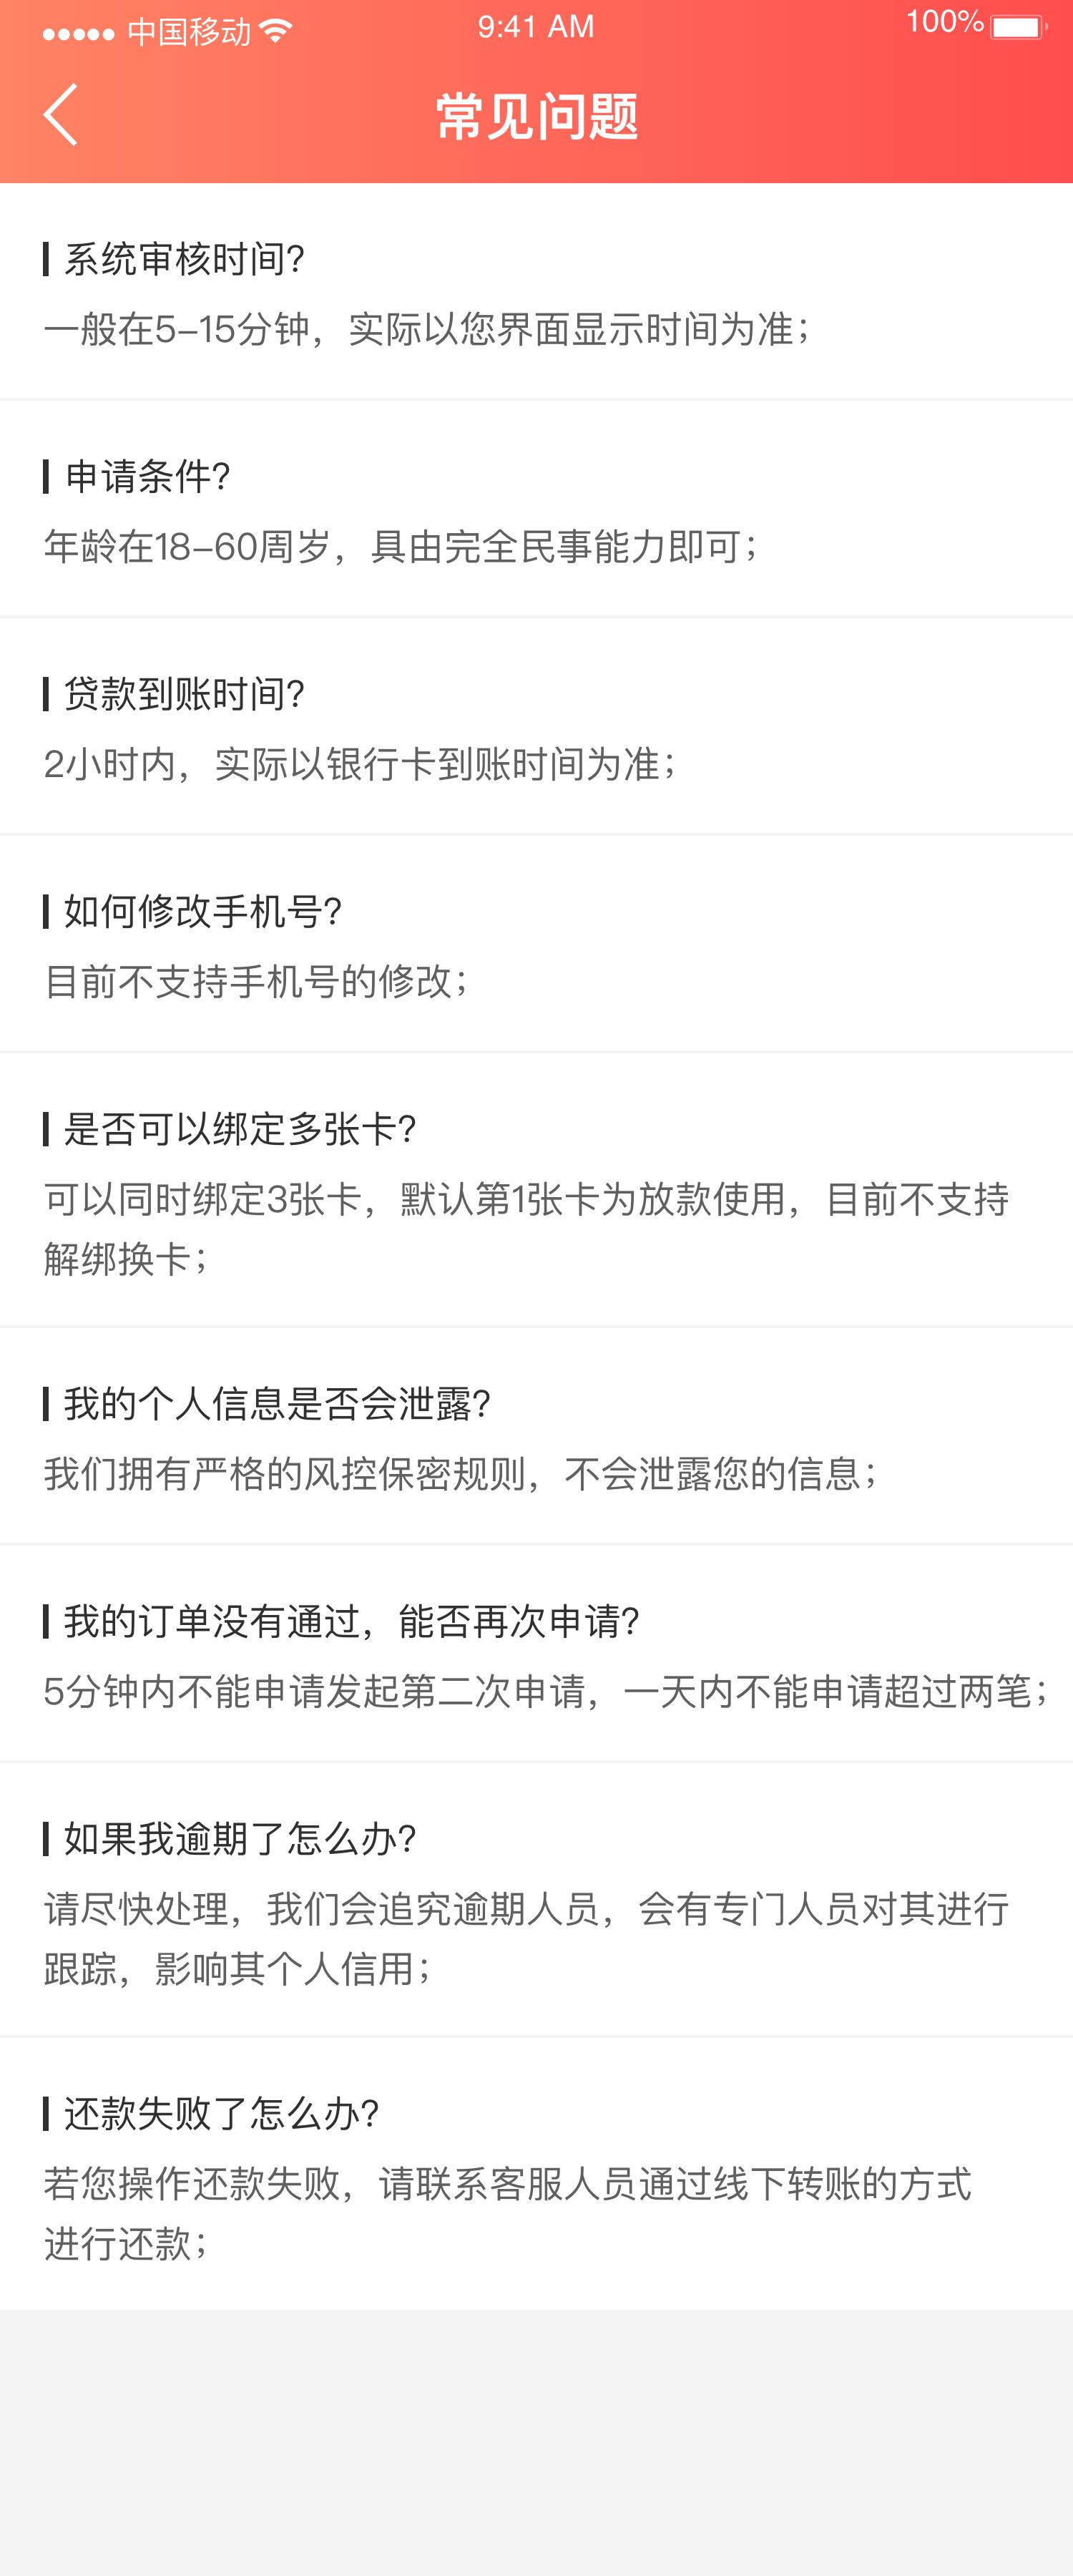 中国移动 9:41 AM 100%
常见问题
系统审核时间?
一般在5-15分钟，实际以您界面显示时间为准；
申请条件?
年龄在18-60周岁，具由完全民事能力即可；
贷款到账时间?
2小时内，实际以银行卡到账时间为准；
如何修改手机号?
目前不支持手机号的修改；
是否可以绑定多张卡?
可以同时绑定3张卡，默认第1张卡为放款使用，目前不支持
解绑换卡；
我的个人信息是否会泄露?
我们拥有严格的风控保密规则，不会泄露您的信息；
我的订单没有通过，能否再次申请?
5分钟内不能申请发起第二次申请，一天内不能申请超过两笔；
如果我逾期了怎么办?
请尽快处理，我们会追究逾期人员，会有专门人员对其进行
跟踪，影响其个人信用；
还款失败了怎么办?
若您操作还款失败，请联系客服人员通过线下转账的方式
进行还款；